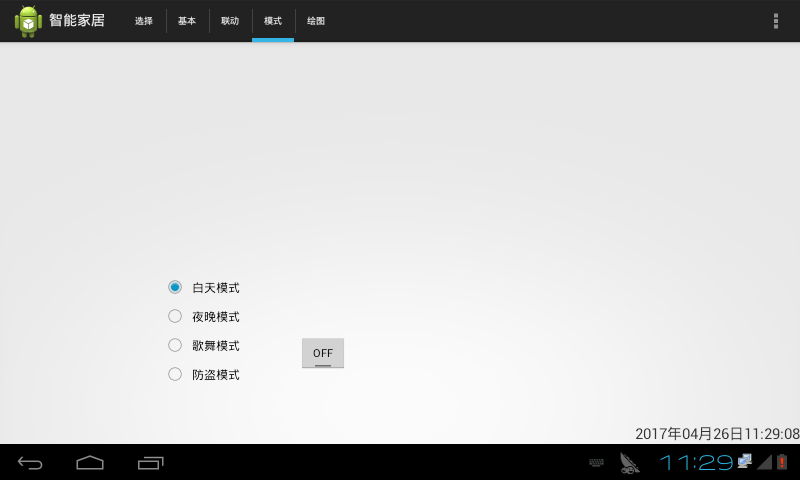 智能家居 选择 基本 联动 模式 绘图
白天模式
夜晚模式
歌舞模式
OFF
防盗模式
2017年04月26日11:29:08
11:29